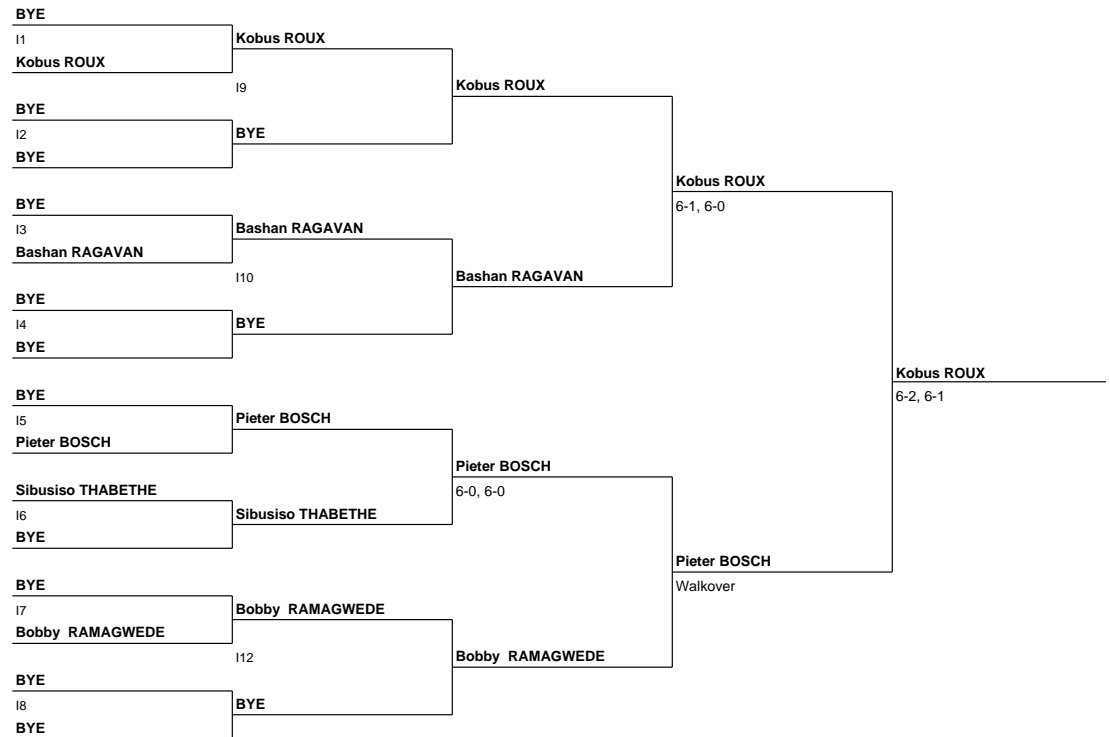 BYE
I1
Kobus ROUX
BYE
I2
BYE
BYE
I3
Bashan RAGAVAN
BYE
I4
BYE
BYE
I5
Pieter BOSCH
Sibusiso THABETHE
I6
BYE
BYE
I7
Bobby  RAMAGWEDE
BYE
I8
BYE
Kobus ROUX
I9
BYE
Bashan RAGAVAN
I10
BYE
Pieter BOSCH
Sibusiso THABETHE
Bobby  RAMAGWEDE
I12
BYE
Kobus ROUX
Bashan RAGAVAN
Pieter BOSCH
6-0, 6-0
Bobby  RAMAGWEDE
Kobus ROUX
6-1, 6-0
Pieter BOSCH
Walkover
Kobus ROUX
6-2, 6-1